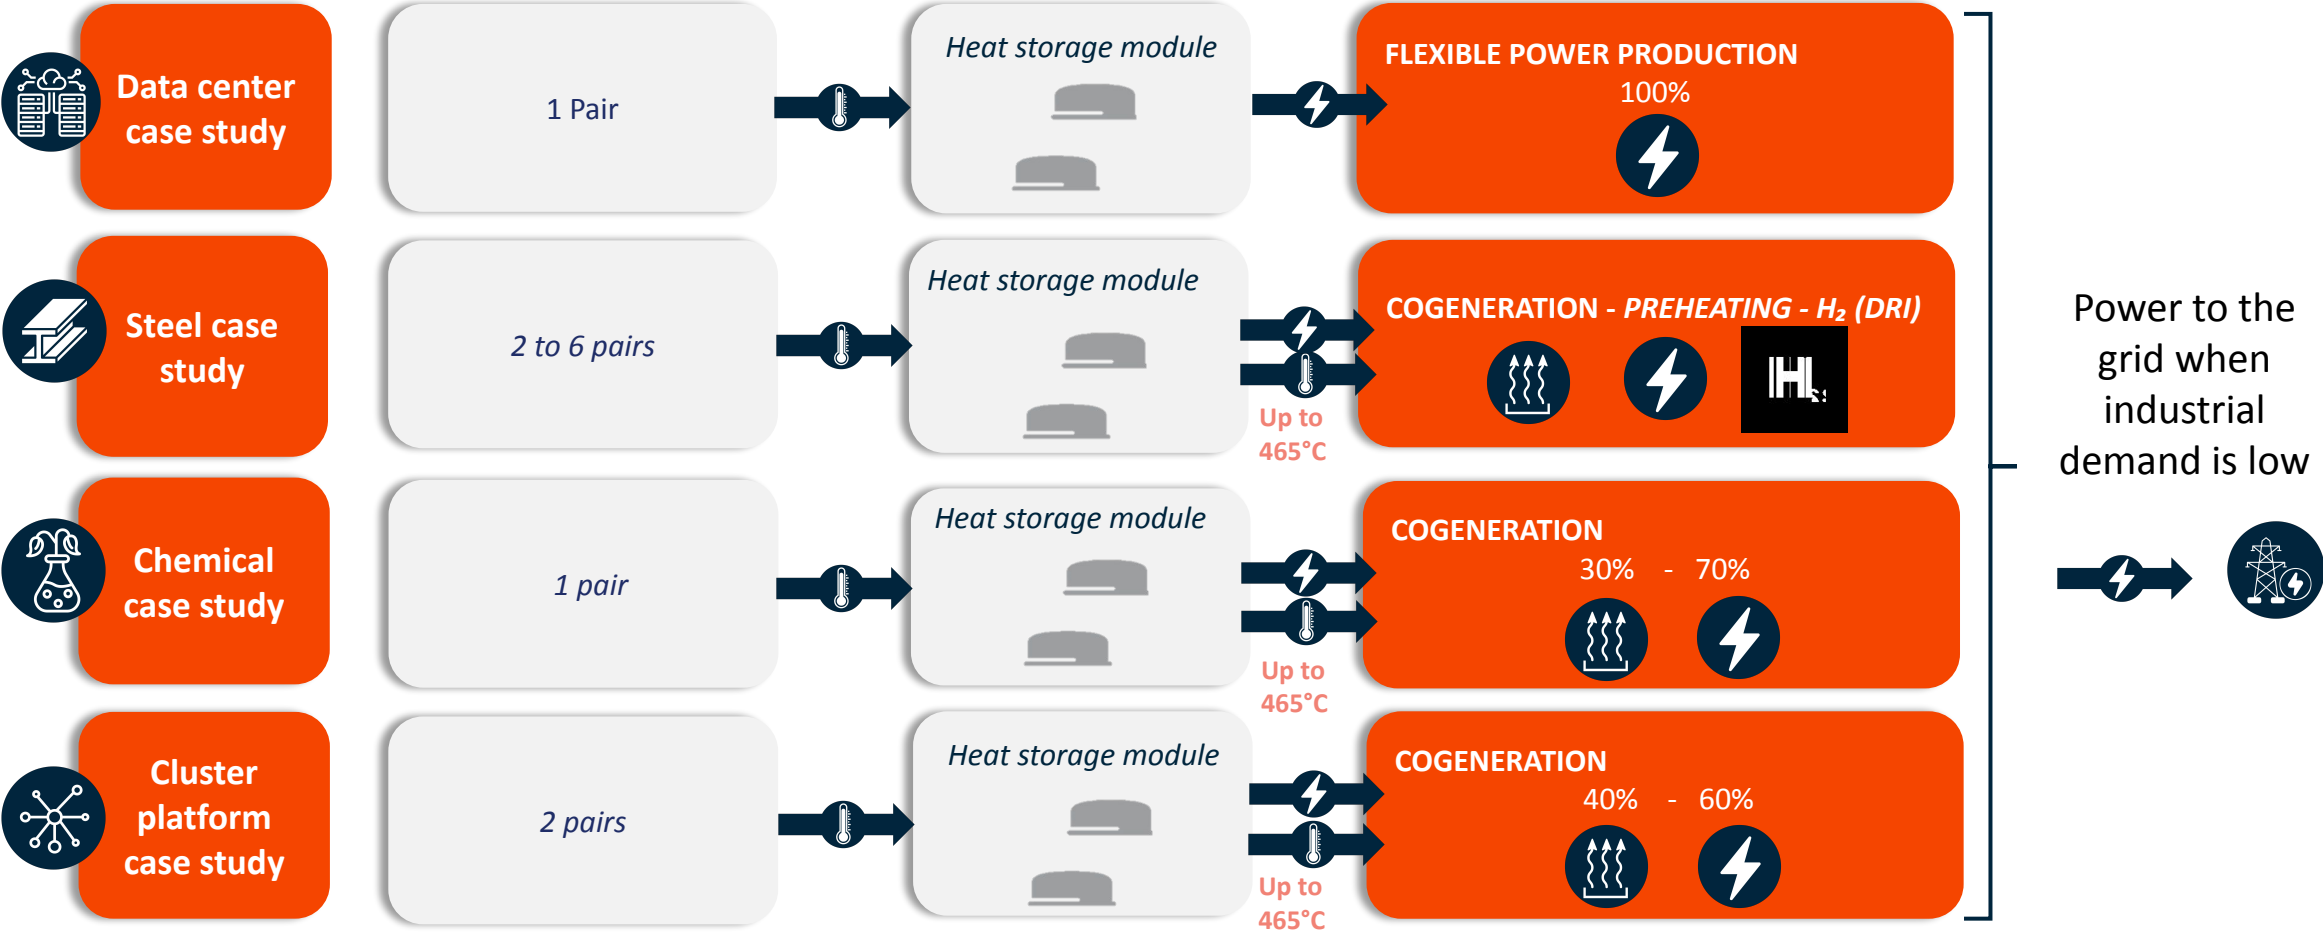 Data center
case study
1 Pair
Heat storage module
FLEXIBLE POWER PRODUCTION
100%
Steel case
study
2 to 6 pairs
Heat storage module
Up to
465°C
COGENERATION - PREHEATING - H₂ (DRI)
Chemical
case study
1 pair
Heat storage module
Up to
465°C
COGENERATION
30% - 70%
Cluster
platform
case study
2 pairs
Heat storage module
Up to
465°C
COGENERATION
40% - 60%
Power to the
grid when
industrial
demand is low